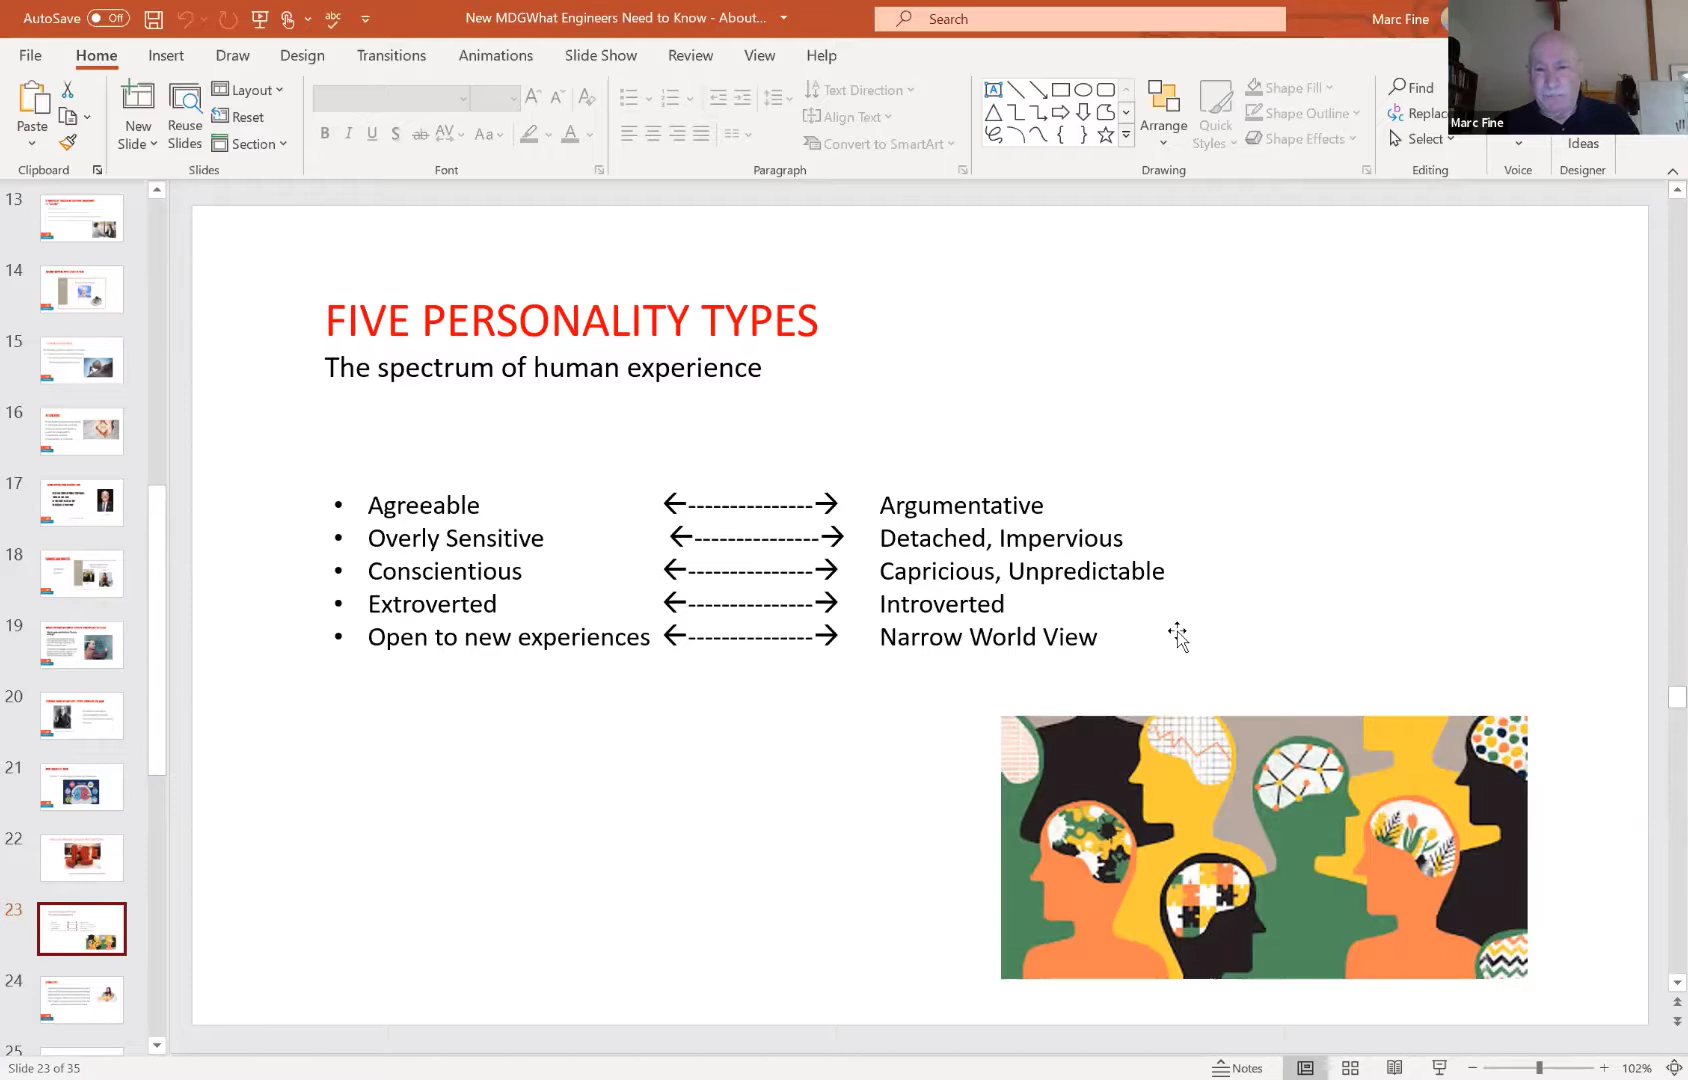 AutoSave Off
New MDGWhat Engineers Need to Know - About...
Search
Marc Fine
File Home Insert Draw Design Transitions Animations Slide Show Review View Help
Paste
Clipboard
New Slide
Reuse Slides
Layout
Reset
Section
Slides
B I U S ab AV Aa A
Font
Text Direction
Align Text
Convert to SmartArt
Paragraph
Arrange
Quick Styles
Shape Fill
Shape Outline
Shape Effects
Drawing
Find
Replac
Select
Editing
Voice
Ideas
Designer
Marc Fine
13
14
15
16
17
18
19
20
21
22
23
24
25
FIVE PERSONALITY TYPES
The spectrum of human experience
• Agreeable ←---------------→ Argumentative
• Overly Sensitive ←---------------→ Detached, Impervious
• Conscientious ←---------------→ Capricious, Unpredictable
• Extroverted ←---------------→ Introverted
• Open to new experiences ←---------------→ Narrow World View
Slide 23 of 35
Notes
102%